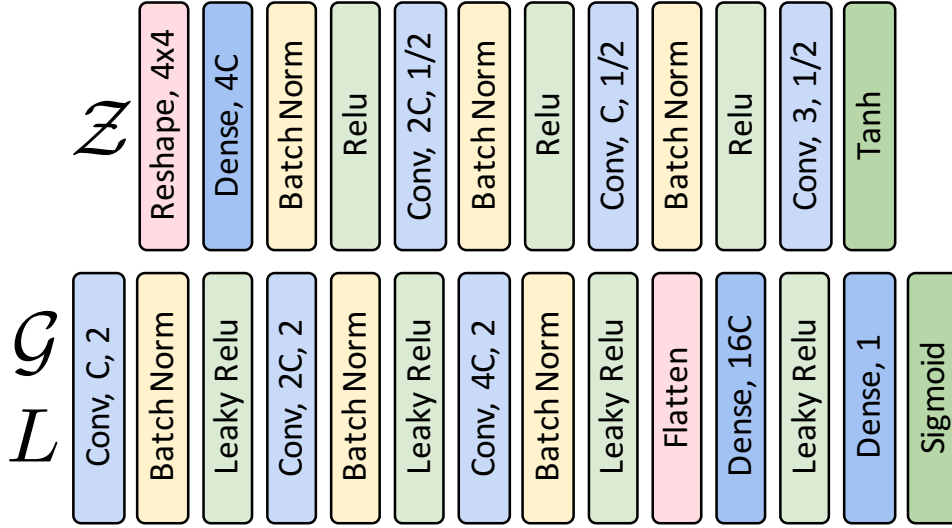 𝒵
Reshape, 4x4
Dense, 4C
Batch Norm
Relu
Conv, 2C, 1/2
Batch Norm
Relu
Conv, C, 1/2
Batch Norm
Relu
Conv, 3, 1/2
Tanh
𝒢
L
Conv, C, 2
Batch Norm
Leaky Relu
Conv, 2C, 2
Batch Norm
Leaky Relu
Conv, 4C, 2
Batch Norm
Leaky Relu
Flatten
Dense, 16C
Leaky Relu
Dense, 1
Sigmoid